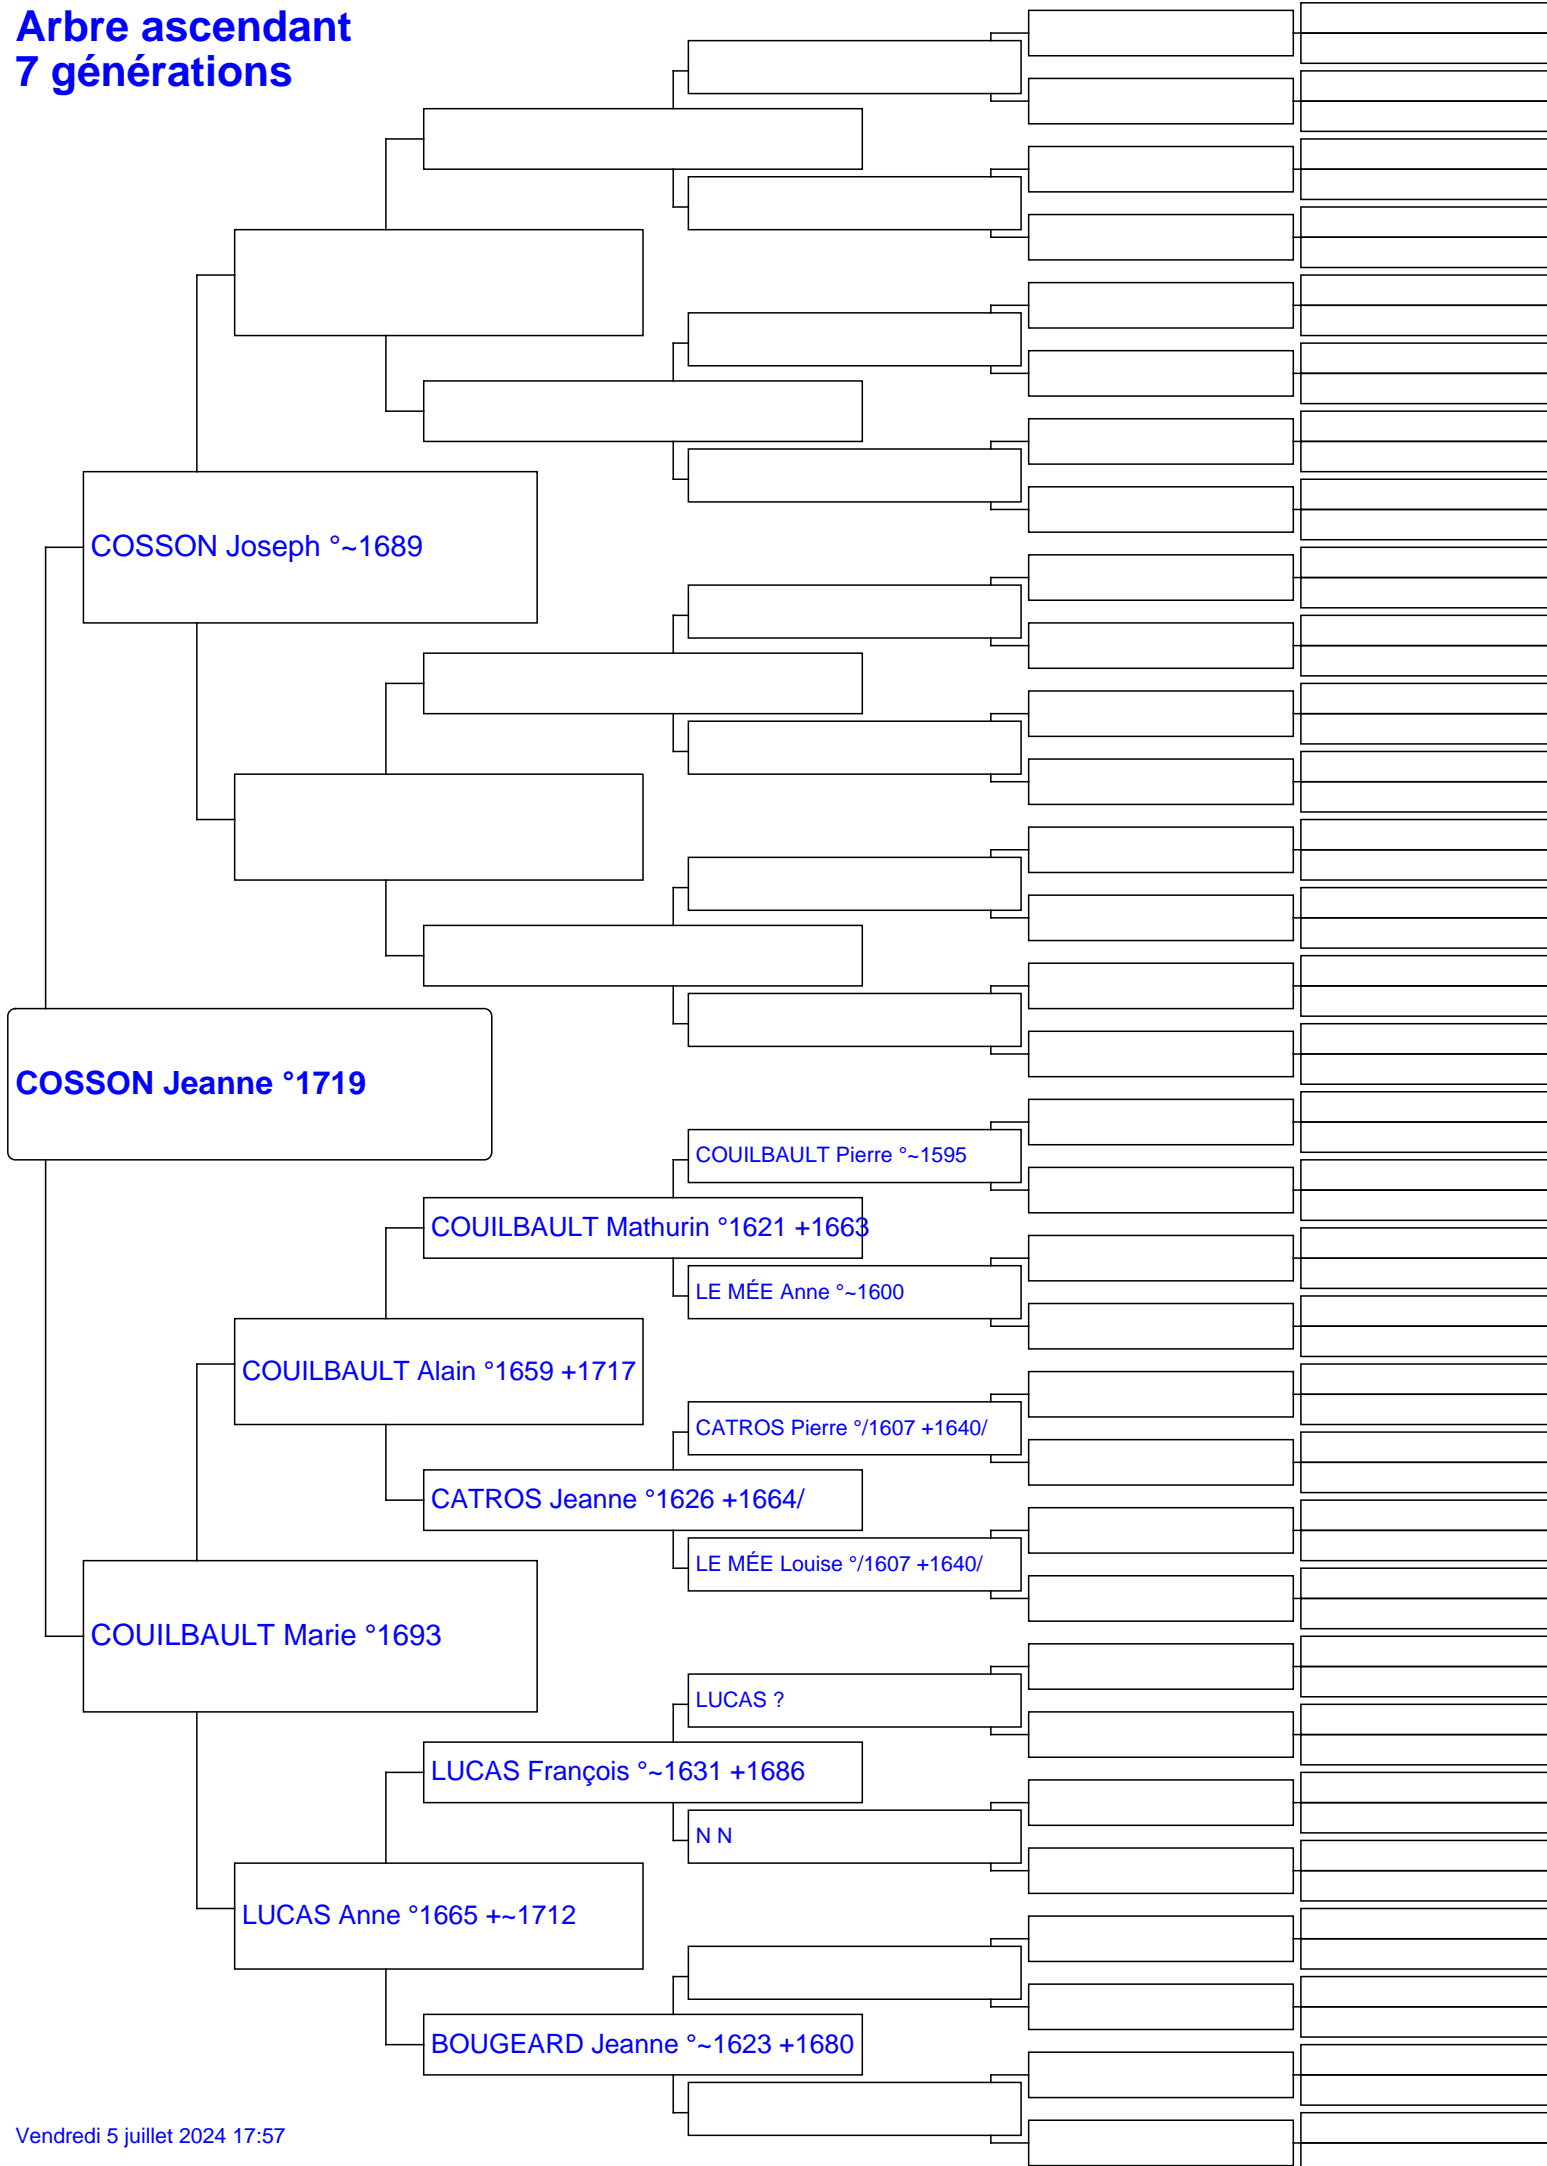 Arbre ascendant
7 générations
COSSON Joseph °~1689
COSSON Jeanne °1719
COUILBAULT Pierre °~1595
COUILBAULT Mathurin °1621 +1663
LE MÉE Anne °~1600
COUILBAULT Alain °1659 +1717
CATROS Pierre °/1607 +1640/
CATROS Jeanne °1626 +1664/
LE MÉE Louise °/1607 +1640/
COUILBAULT Marie °1693
LUCAS ?
LUCAS François °~1631 +1686
N N
LUCAS Anne °1665 +~1712
BOUGEARD Jeanne °~1623 +1680
Vendredi 5 juillet 2024 17:57